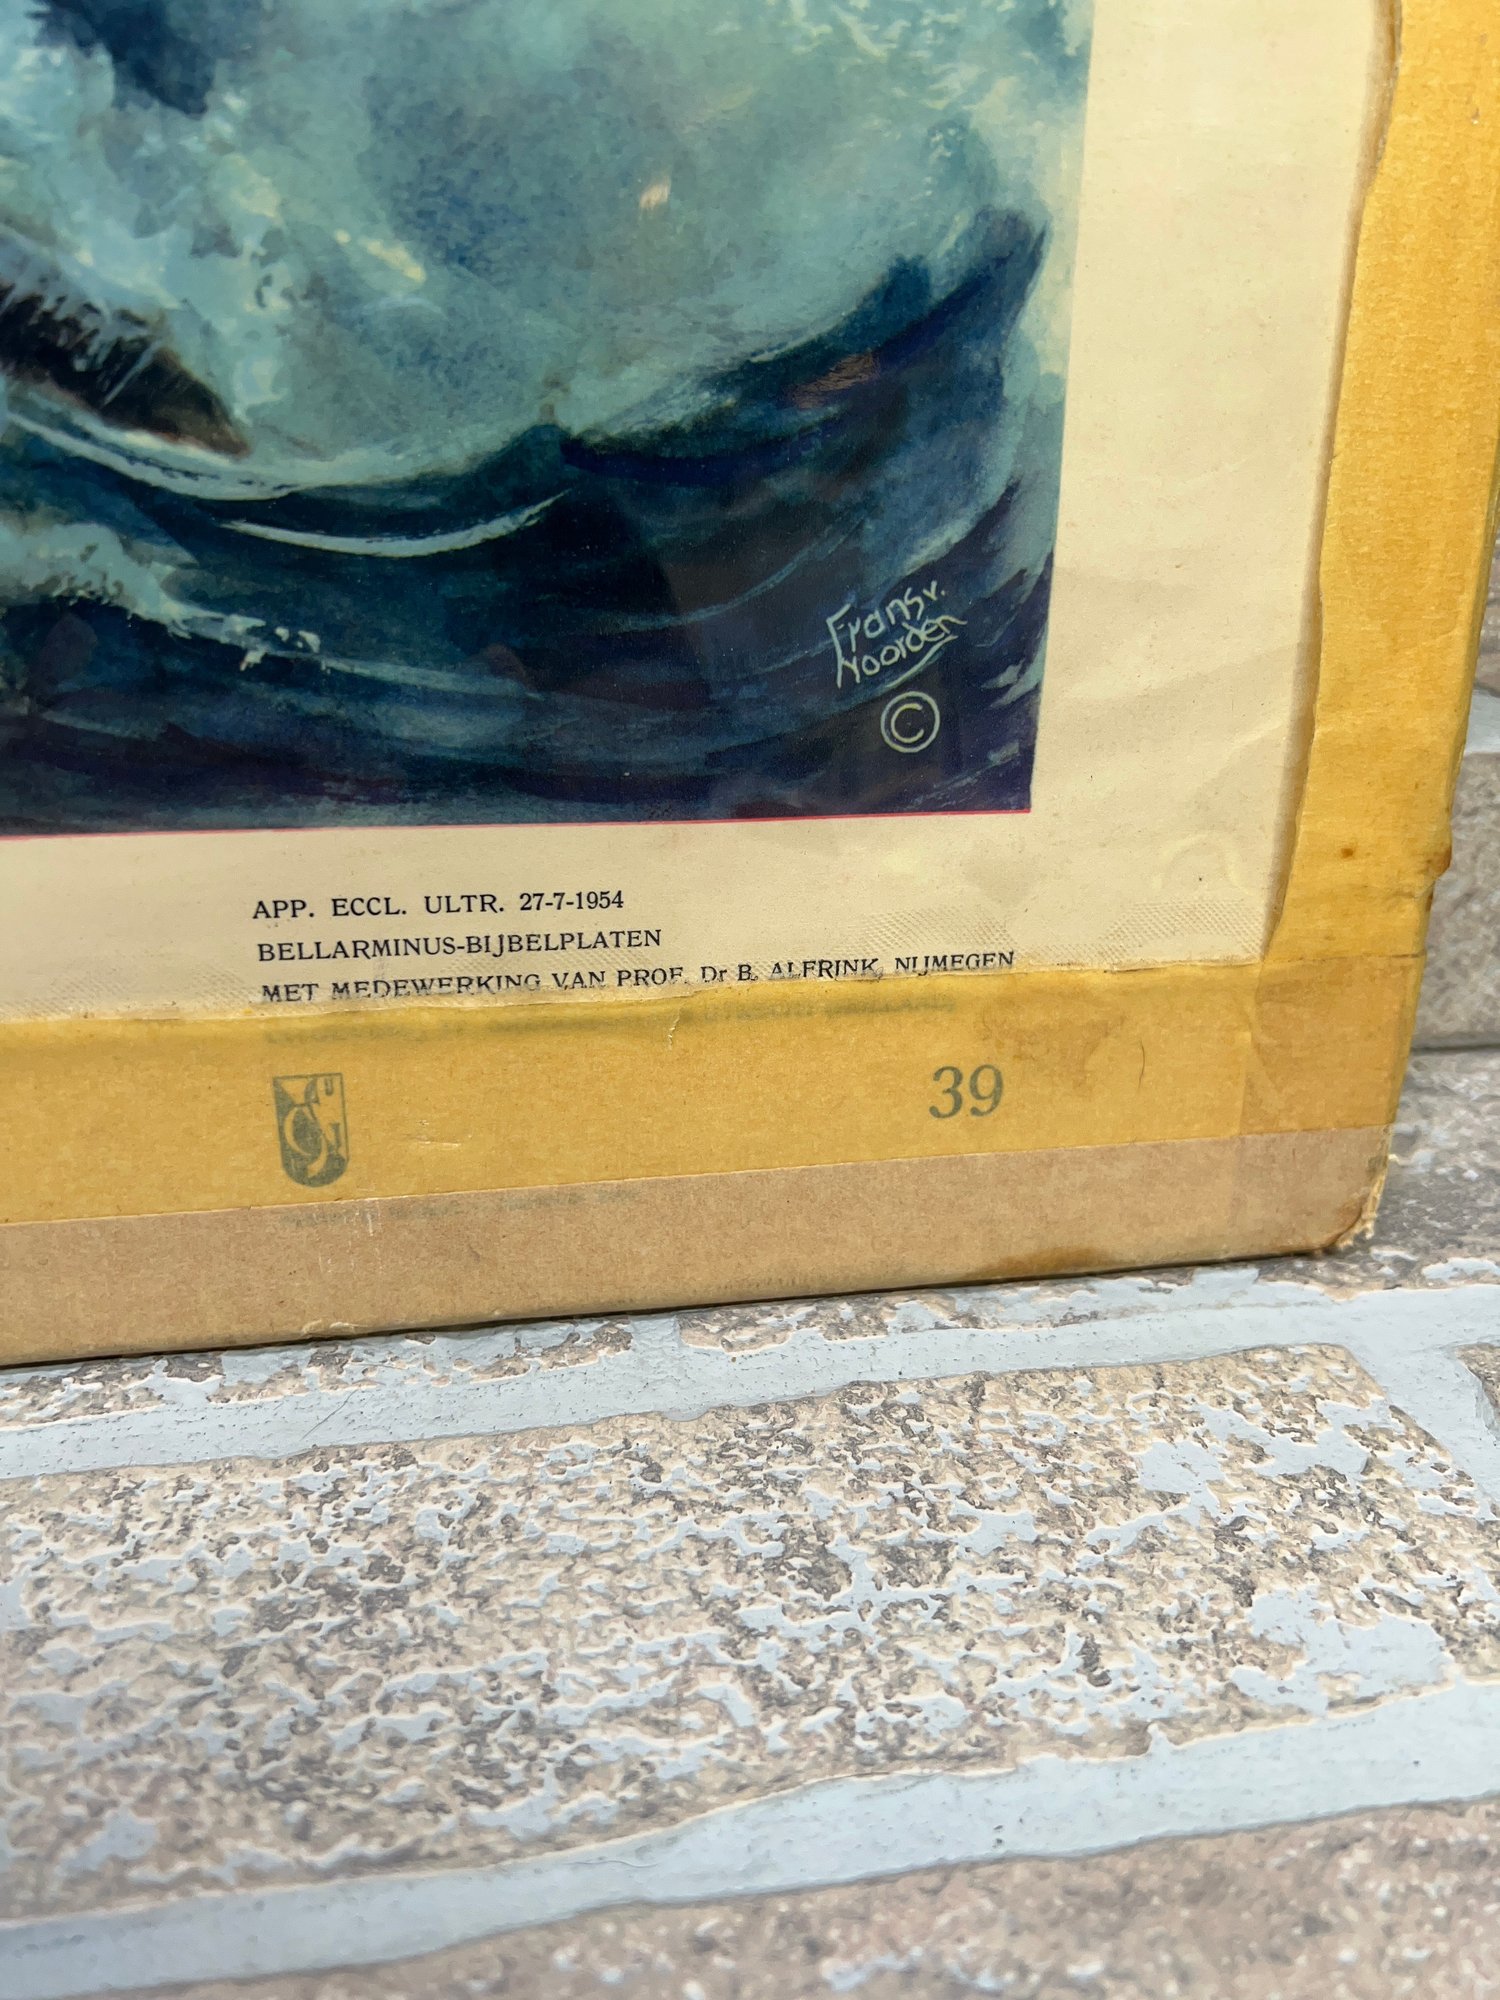 Frans v.
Noorden
©
APP. ECCL. ULTR. 27-7-1954
BELLARMINUS-BIJBELPLATEN
MET MEDEWERKING VAN PROF. Dr B. ALFRINK, NIJMEGEN
39